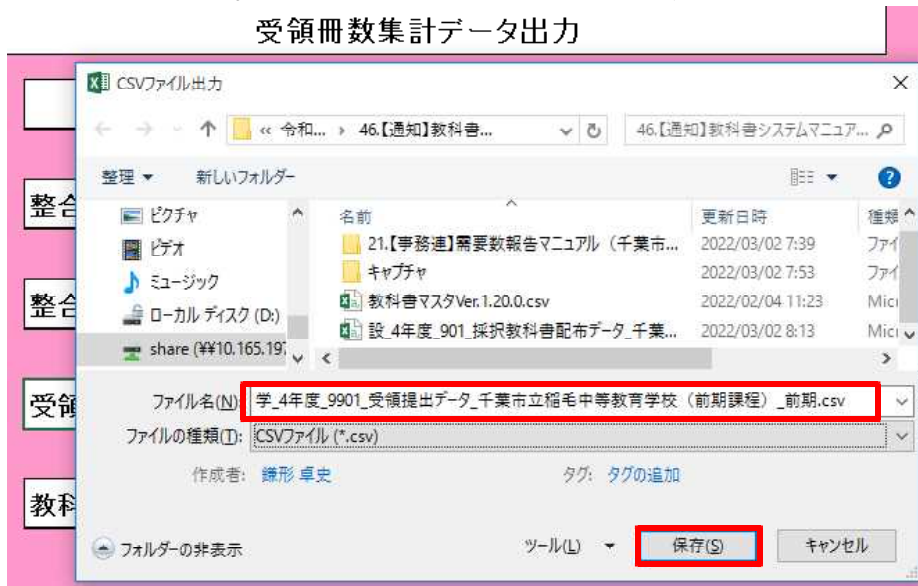 受領冊数集計データ出力
CSVファイル出力
« 令和... › 46.【通知】教科書...
46.【通知】教科書システムマニュア...
整理
新しいフォルダー
ピクチャ
ビデオ
ミュージック
ローカル ディスク (D:)
share (¥¥10.165.197
名前 更新日時 種類
21.【事務連】需要数報告マニュアル（千葉市... 2022/03/02 7:39 ファイ
キャプチャ 2022/03/02 7:53 ファイ
教科書マスタVer.1.20.0.csv 2022/02/04 11:23 Micr
設_4年度_901_採択教科書配布データ_千葉... 2022/03/02 8:13 Micr
整合
整合
受領
教科
ファイル名(N): 学_4年度_9901_受領提出データ_千葉市立稲毛中等教育学校（前期課程）_前期.csv
ファイルの種類(T): CSVファイル (*.csv)
作成者: 鎌形 卓史 タグ: タグの追加
フォルダーの非表示 ツール(L) 保存(S) キャンセル